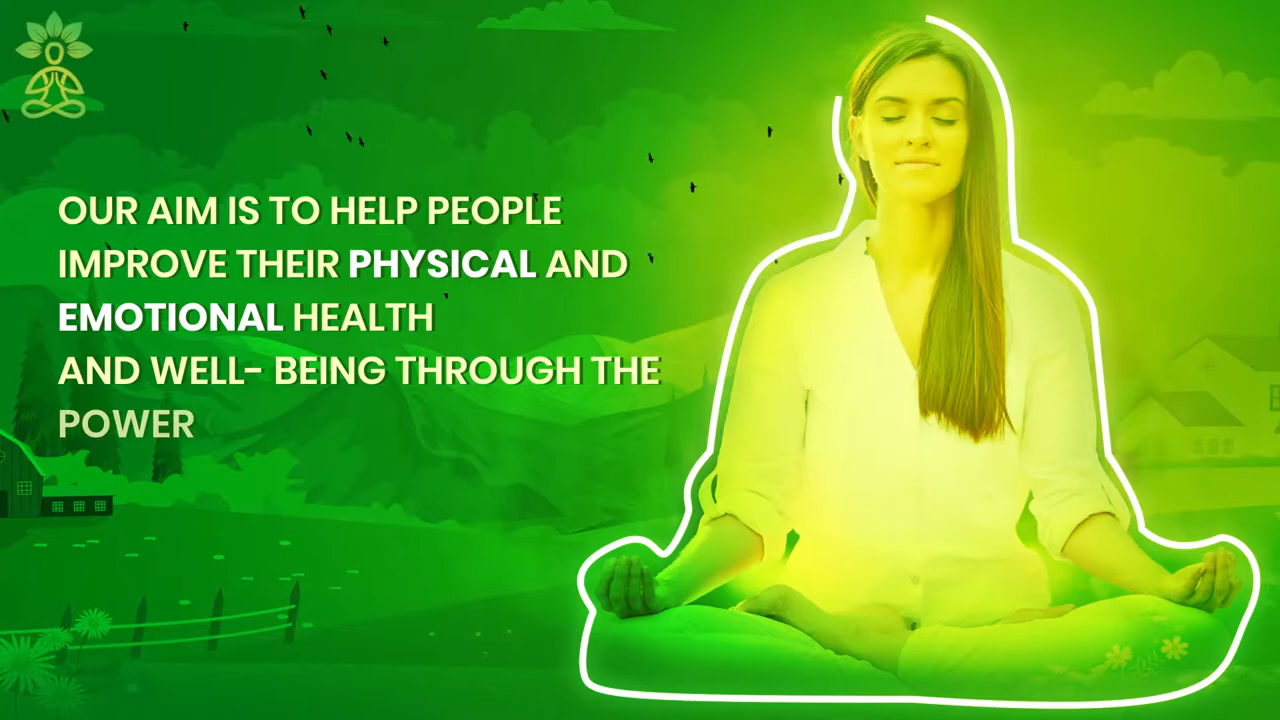 OUR AIM IS TO HELP PEOPLE
IMPROVE THEIR PHYSICAL AND
EMOTIONAL HEALTH
AND WELL- BEING THROUGH THE
POWER